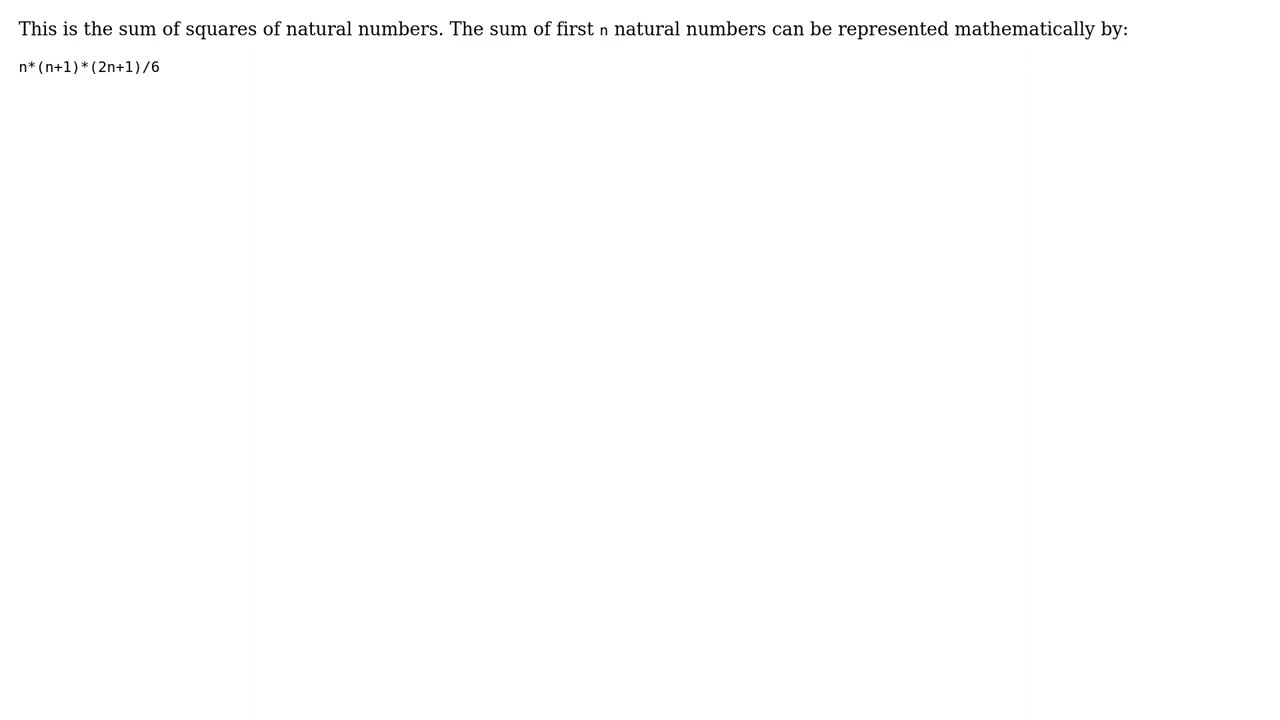 This is the sum of squares of natural numbers. The sum of first n natural numbers can be represented mathematically by:
n*(n+1)*(2n+1)/6